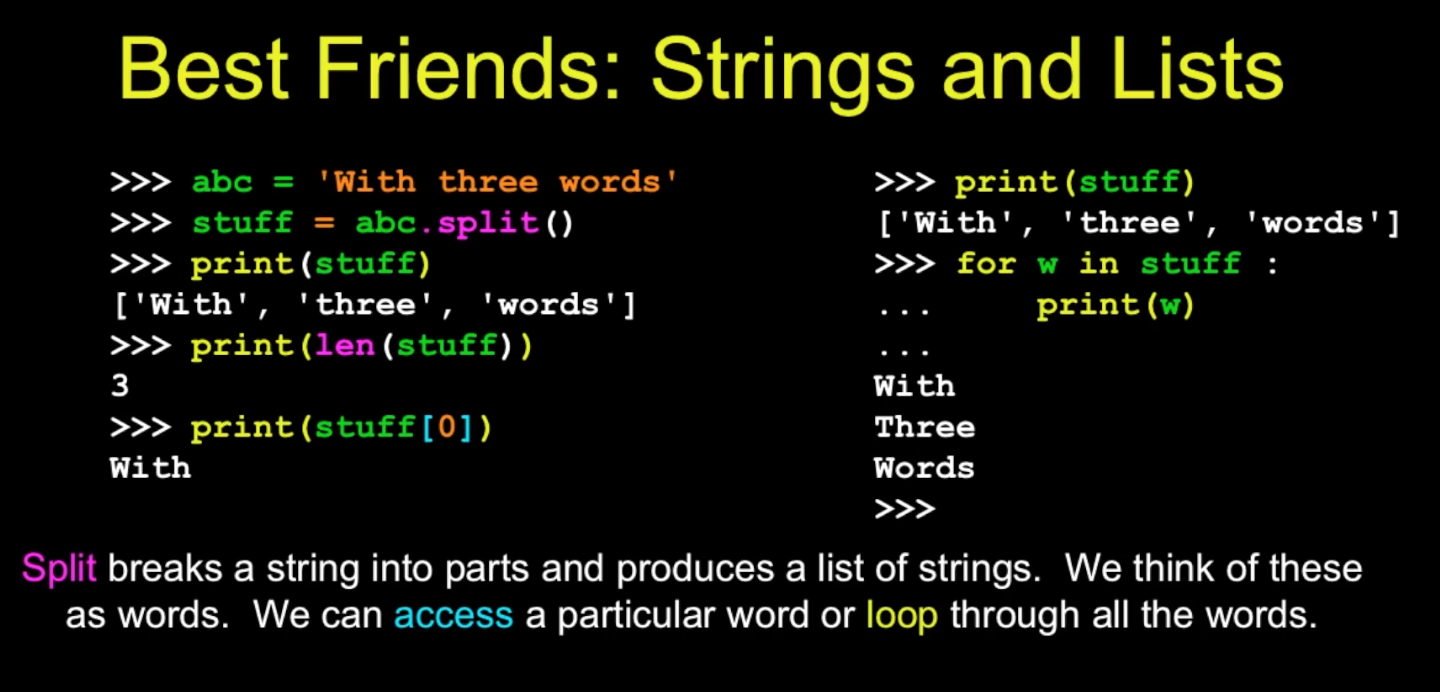 Best Friends: Strings and Lists
>>> abc = 'With three words'
>>> stuff = abc.split()
>>> print(stuff)
['With', 'three', 'words']
>>> print(len(stuff))
3
>>> print(stuff[0])
With
>>> print(stuff)
['With', 'three', 'words']
>>> for w in stuff :
...     print(w)
...
With
Three
Words
>>>
Split breaks a string into parts and produces a list of strings.  We think of these
as words.  We can access a particular word or loop through all the words.